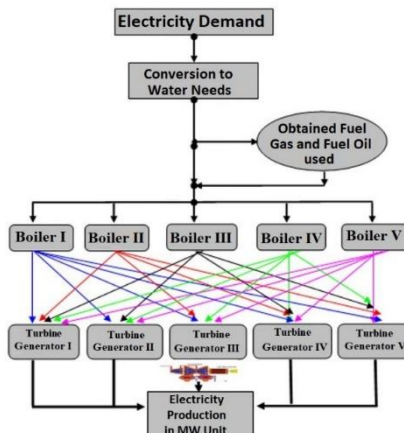 Electricity Demand
Conversion to
Water Needs
Obtained Fuel
Gas and Fuel Oil
used
Boiler I
Boiler II
Boiler III
Boiler IV
Boiler V
Turbine
Generator I
Turbine
Generator II
Turbine
Generator III
Turbine
Generator IV
Turbine
Generator V
Electricity
Production
in MW Unit